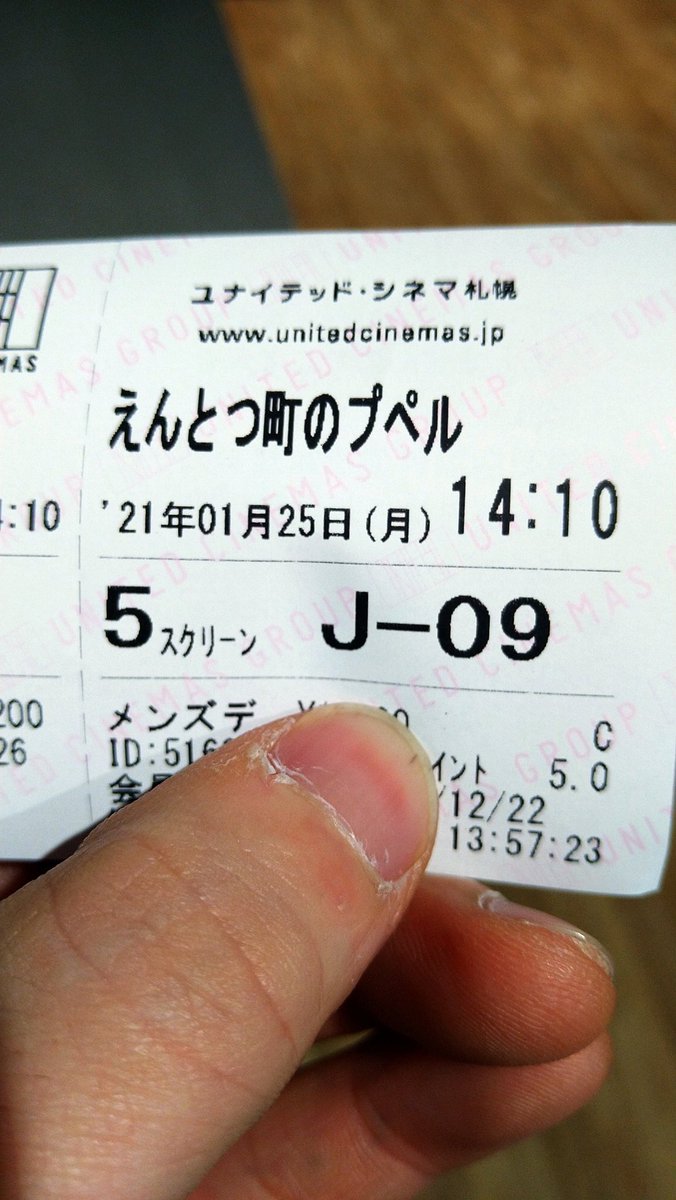 MAS
ユナイテッド・シネマ札幌
www.unitedcinemas.jp
えんとつ町のプペル
:10
'21年01月25日(月) 14:10
5スクリーン J-09
200
26
メンズデ
C
ID:516
イント 5.0
/12/22
13:57:23
UNITED CINEMAS GROUP